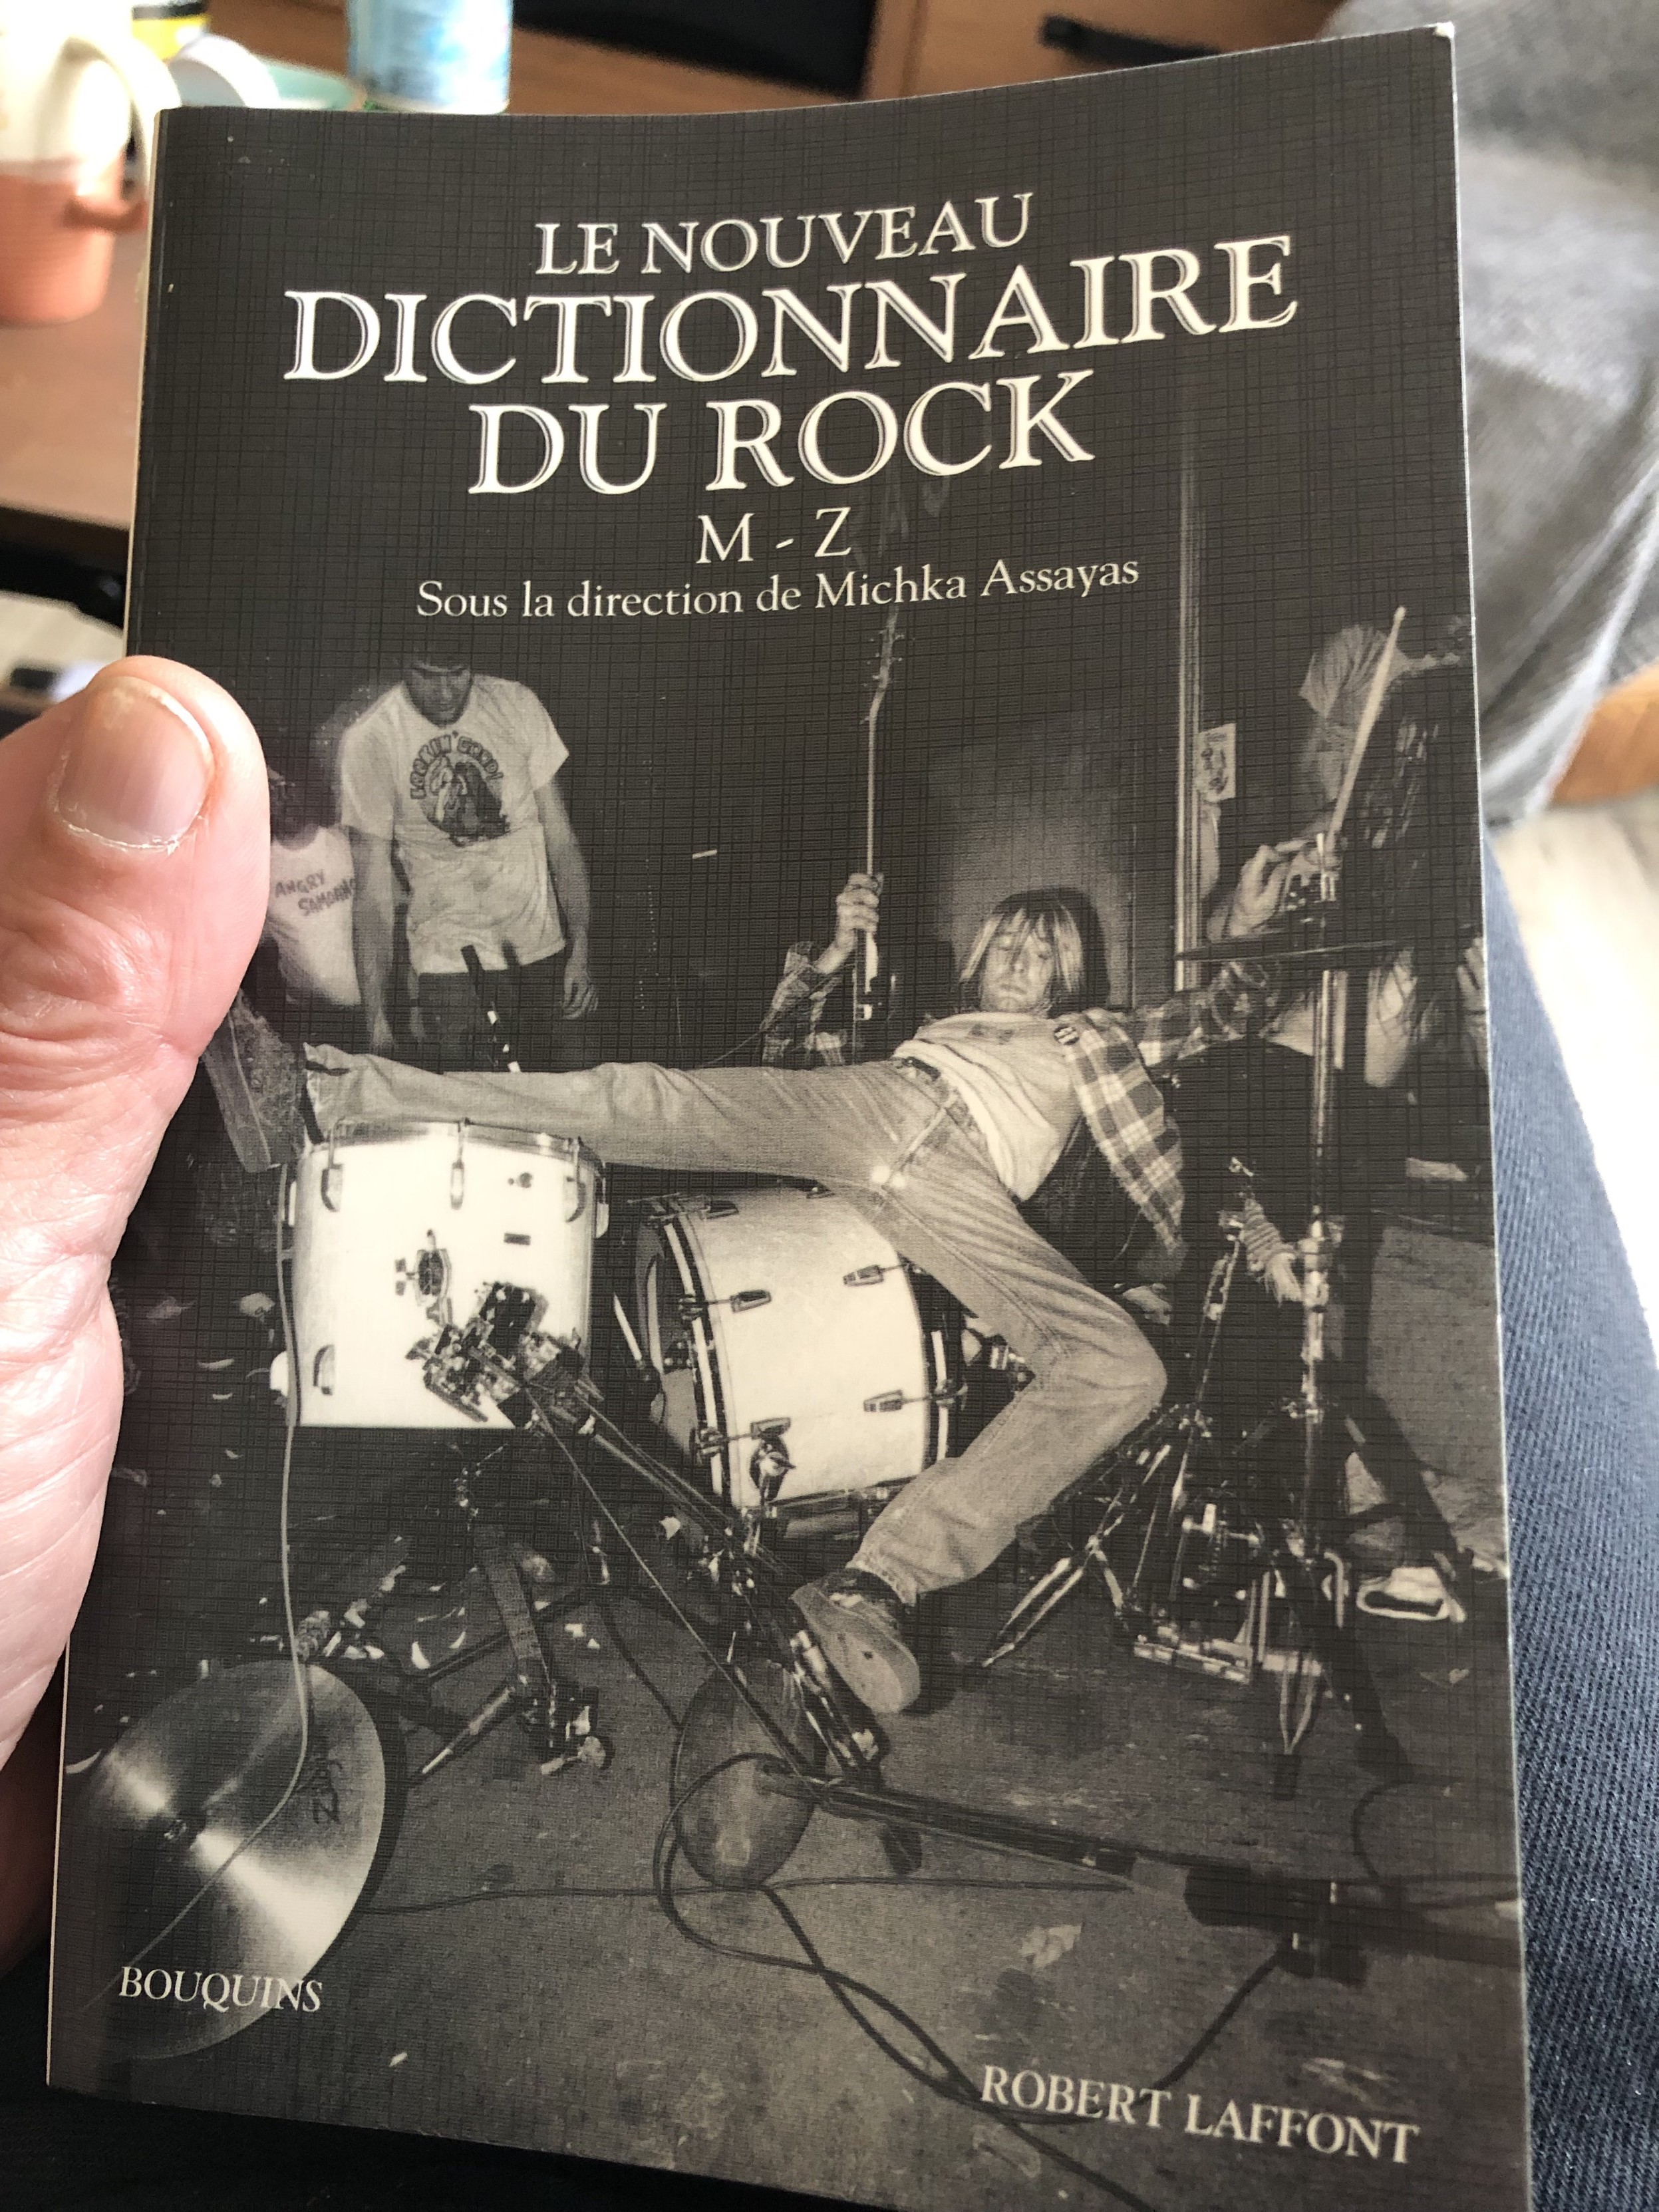 LE NOUVEAU
DICTIONNAIRE
DU ROCK
M - Z
Sous la direction de Michka Assayas
ANGRY
BOUQUINS
ROBERT LAFFONT